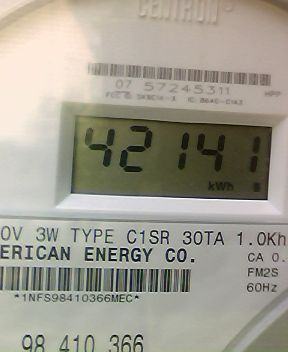 CENTRON
07 57245311
HPP
42141
kWh
0V 3W TYPE C1SR 30TA 1.0Kh
ERICAN ENERGY CO.
CA 0.
FM2S
60Hz
*1NFS98410366MEC*
98 410 366